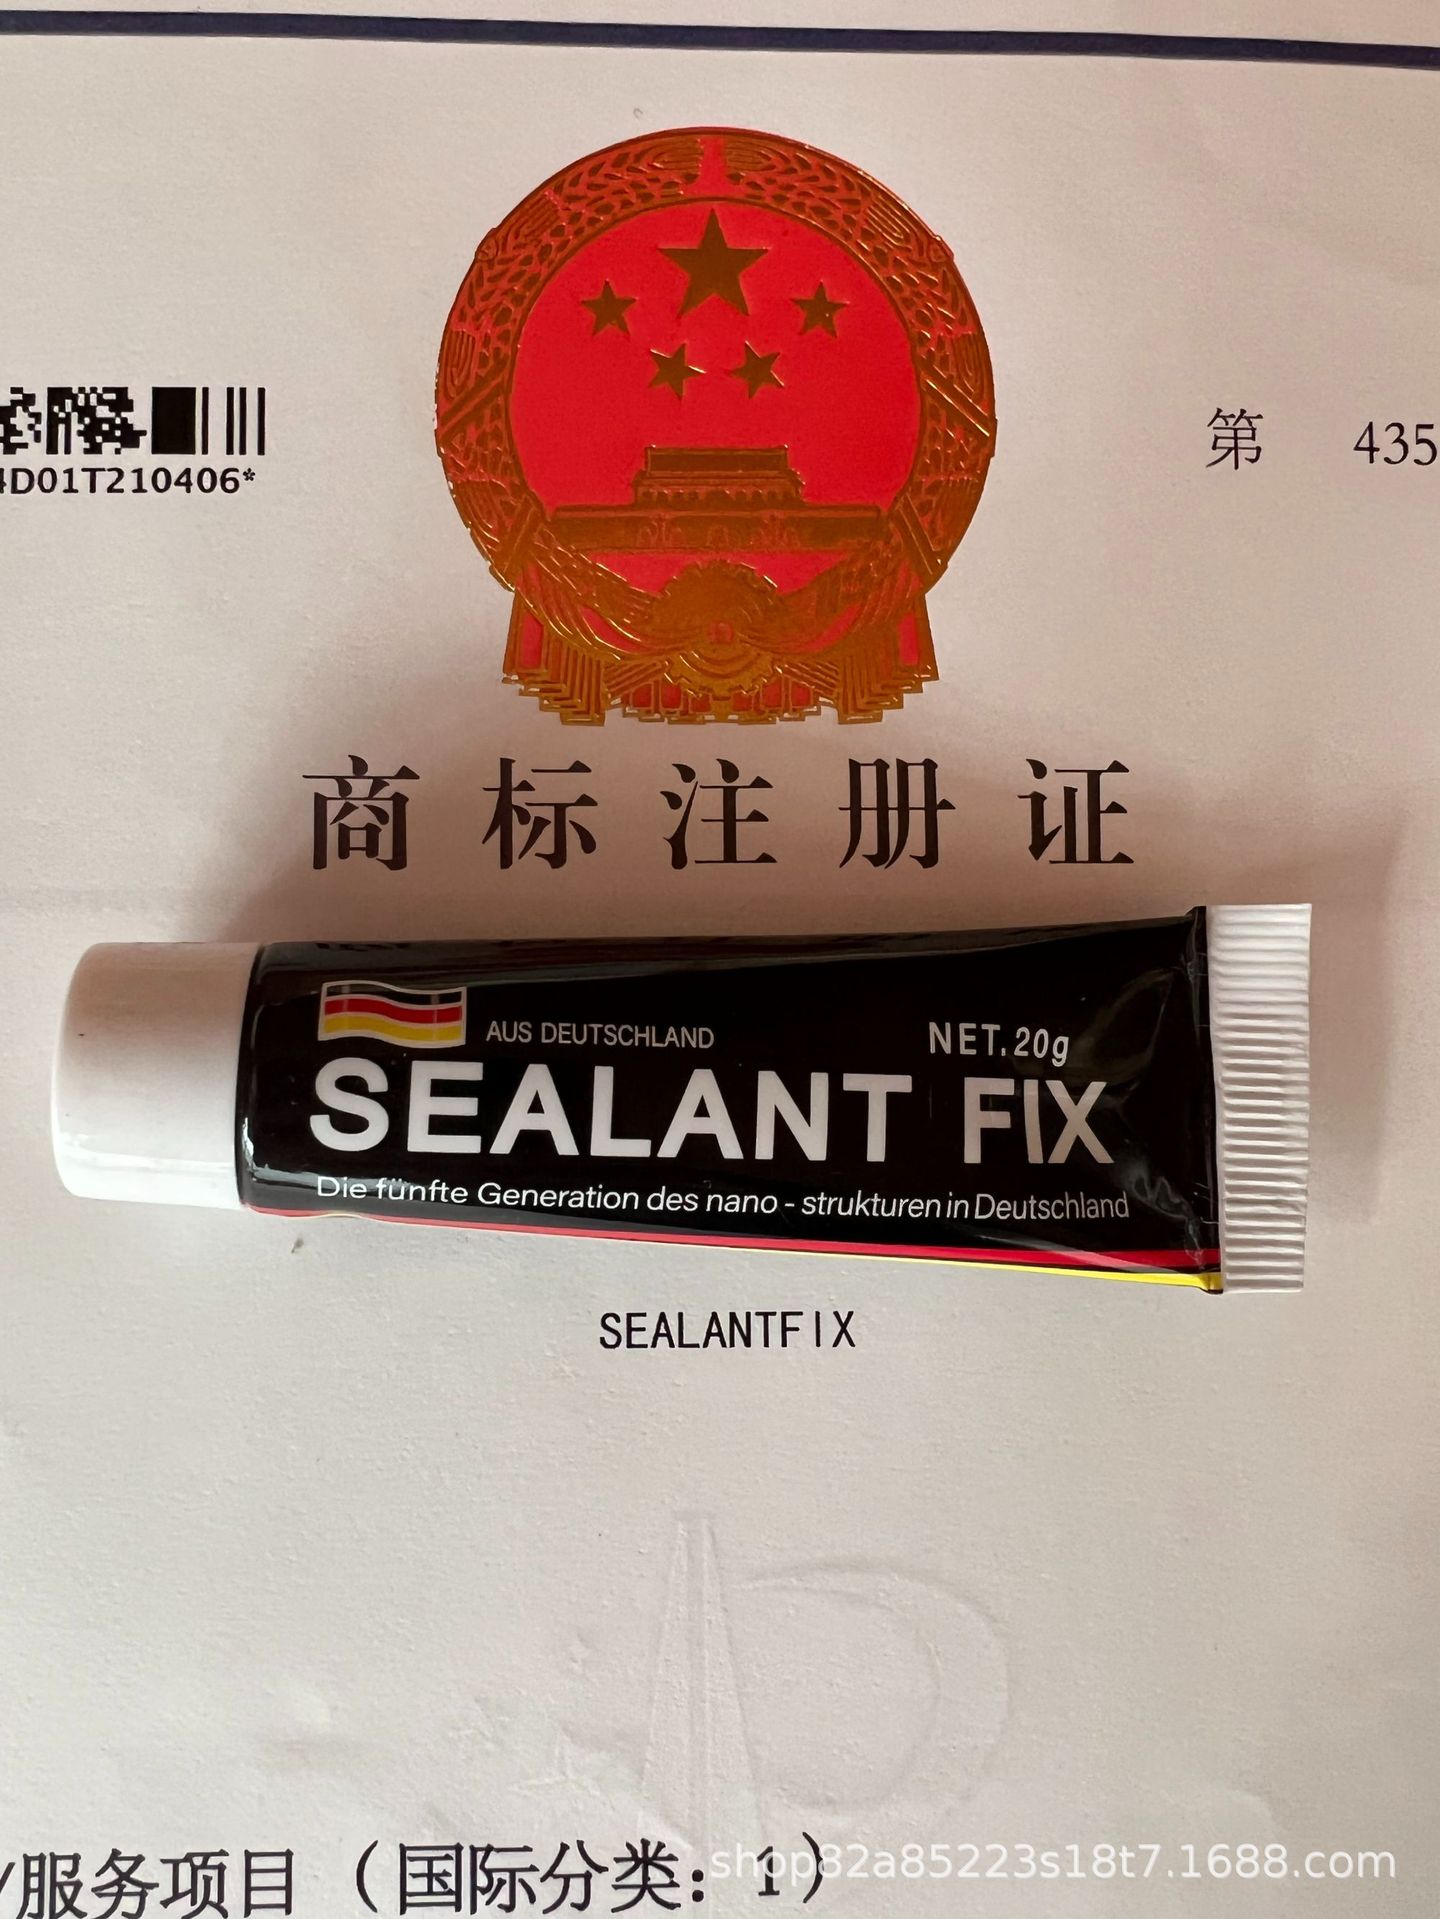 4D01T210406*
第 435
商标注册证
AUS DEUTSCHLAND
NET.20g
SEALANT FIX
Die fünfte Generation des nano - strukturen in Deutschland
SEALANTFIX
/服务项目（国际分类：1）
shop82a85223s18t7.1688.com